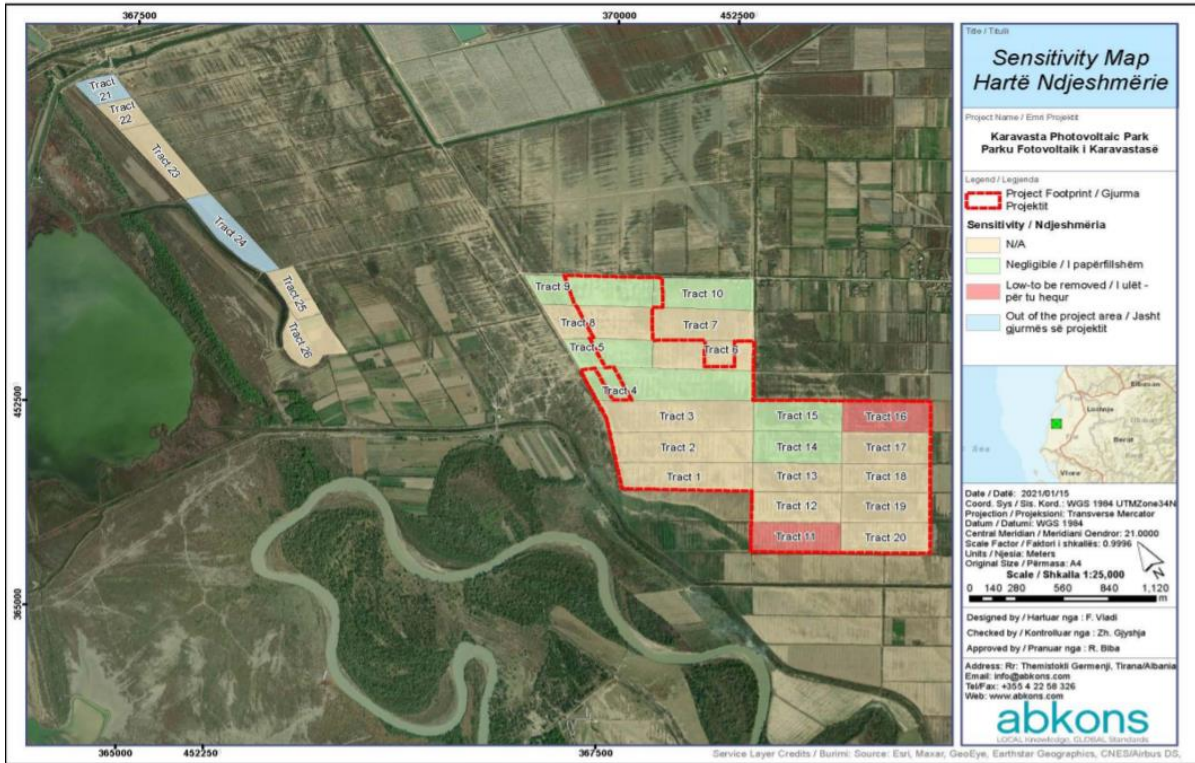 367500
370000
452500
452500
365000
365000
452250
367500
Tract
21
Tract
22
Tract 23
Tract 24
Tract 25
Tract 26
Tract 9
Tract 10
Tract 8
Tract 7
Tract 5
Tract 6
Tract 4
Tract 3
Tract 15
Tract 16
Tract 2
Tract 14
Tract 17
Tract 1
Tract 13
Tract 18
Tract 12
Tract 19
Tract 11
Tract 20
Title / Titulli
Sensitivity Map
Hartë Ndjeshmërie
Project Name / Emri Projektit
Karavasta Photovoltaic Park
Parku Fotovoltaik i Karavastasë
Legend / Legjenda
Project Footprint / Gjurma
Projektit
Sensitivity / Ndjeshmëria
N/A
Negligible / I papërfillshëm
Low-to be removed / I ulët -
për tu hequr
Out of the project area / Jasht
gjurmës së projektit
Elbasan
Lushnja
Fier
Berat
Sea
Vlore
Date / Datë: 2021/01/15
Coord. Sys / Sis. Kord.: WGS 1984 UTMZone34N
Projection / Projeksioni: Transverse Mercator
Datum / Datumi: WGS 1984
Central Meridian / Meridiani Qendror: 21.0000
Scale Factor / Faktori i shkallës: 0.9996
Units / Njesia: Meters
Original Size / Përmasa: A4
N
Scale / Shkalla 1:25,000
0 140 280 560 840 1,120
m
Designed by / Hartuar nga : F. Vladi
Checked by / Kontrolluar nga : Zh. Gjyshja
Approved by / Pranuar nga : R. Biba
Address: Rr: Themistokli Germenji, Tirana/Albania
Email: info@abkons.com
Tel/Fax: +355 4 22 58 326
Web: www.abkons.com
abkons
LOCAL knowledge, GLOBAL Standards
Service Layer Credits / Burimi: Source: Esri, Maxar, GeoEye, Earthstar Geographics, CNES/Airbus DS,